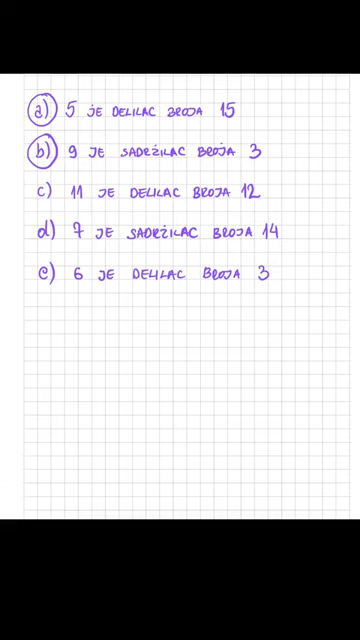 a) 5 JE DELILAC BROJA 15
b) 9 JE SADRŽILAC BROJA 3
c) 11 JE DELILAC BROJA 12
d) 7 JE SADRŽILAC BROJA 14
e) 6 JE DELILAC BROJA 3